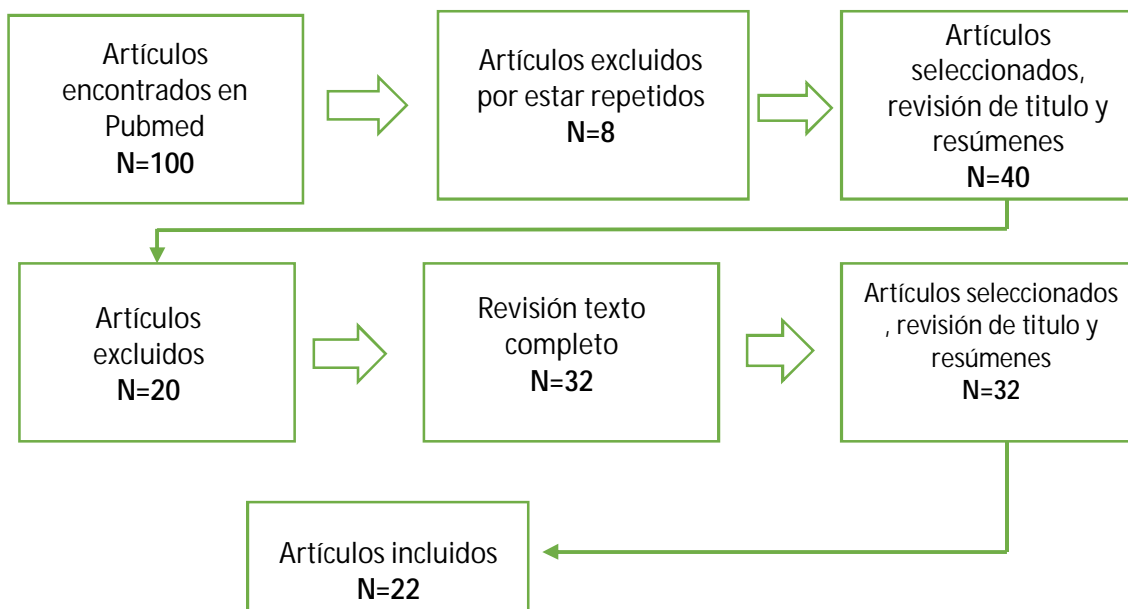 Artículos
encontrados en
Pubmed
N=100
Artículos excluidos
por estar repetidos
N=8
Artículos
seleccionados,
revisión de titulo y
resúmenes
N=40
Artículos
excluidos
N=20
Revisión texto
completo
N=32
Artículos seleccionados
, revisión de titulo y
resúmenes
N=32
Artículos incluidos
N=22